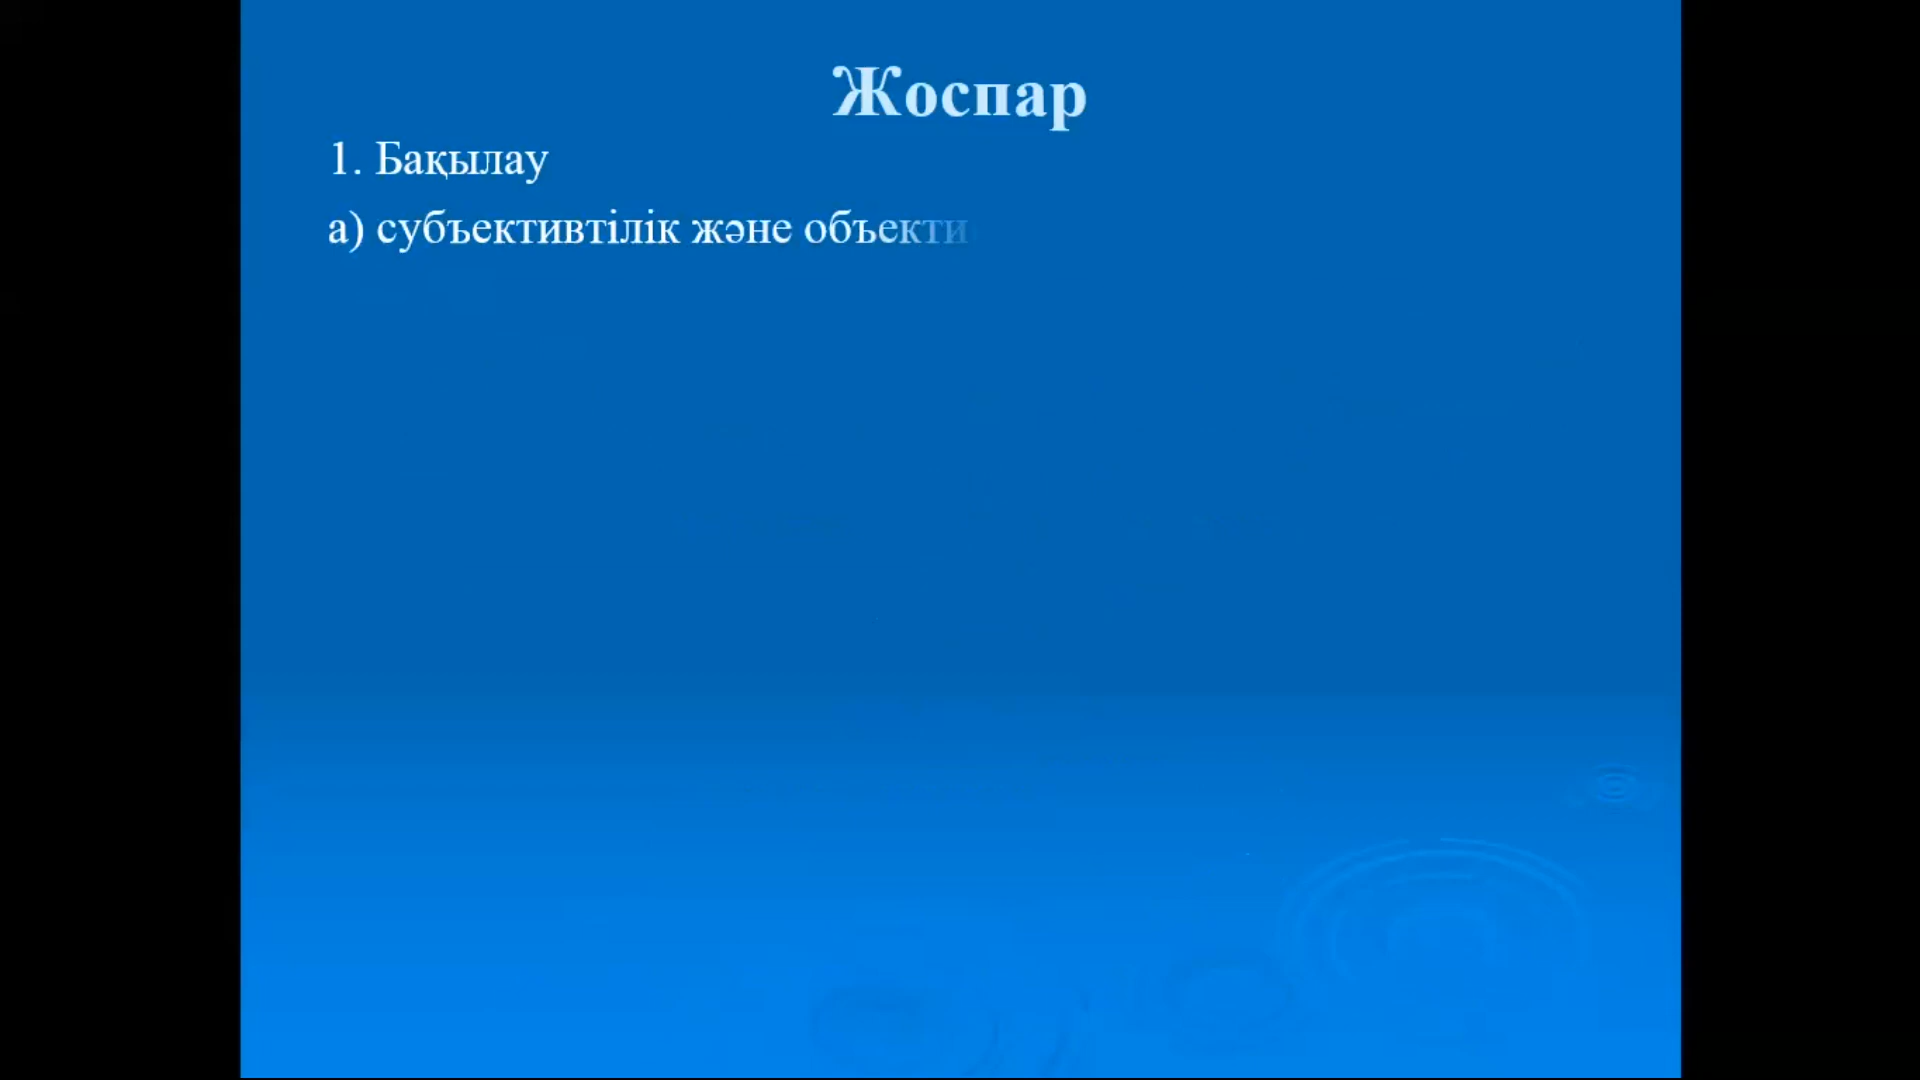 Жоспар
1. Бақылау
а) субъективтілік және объекти